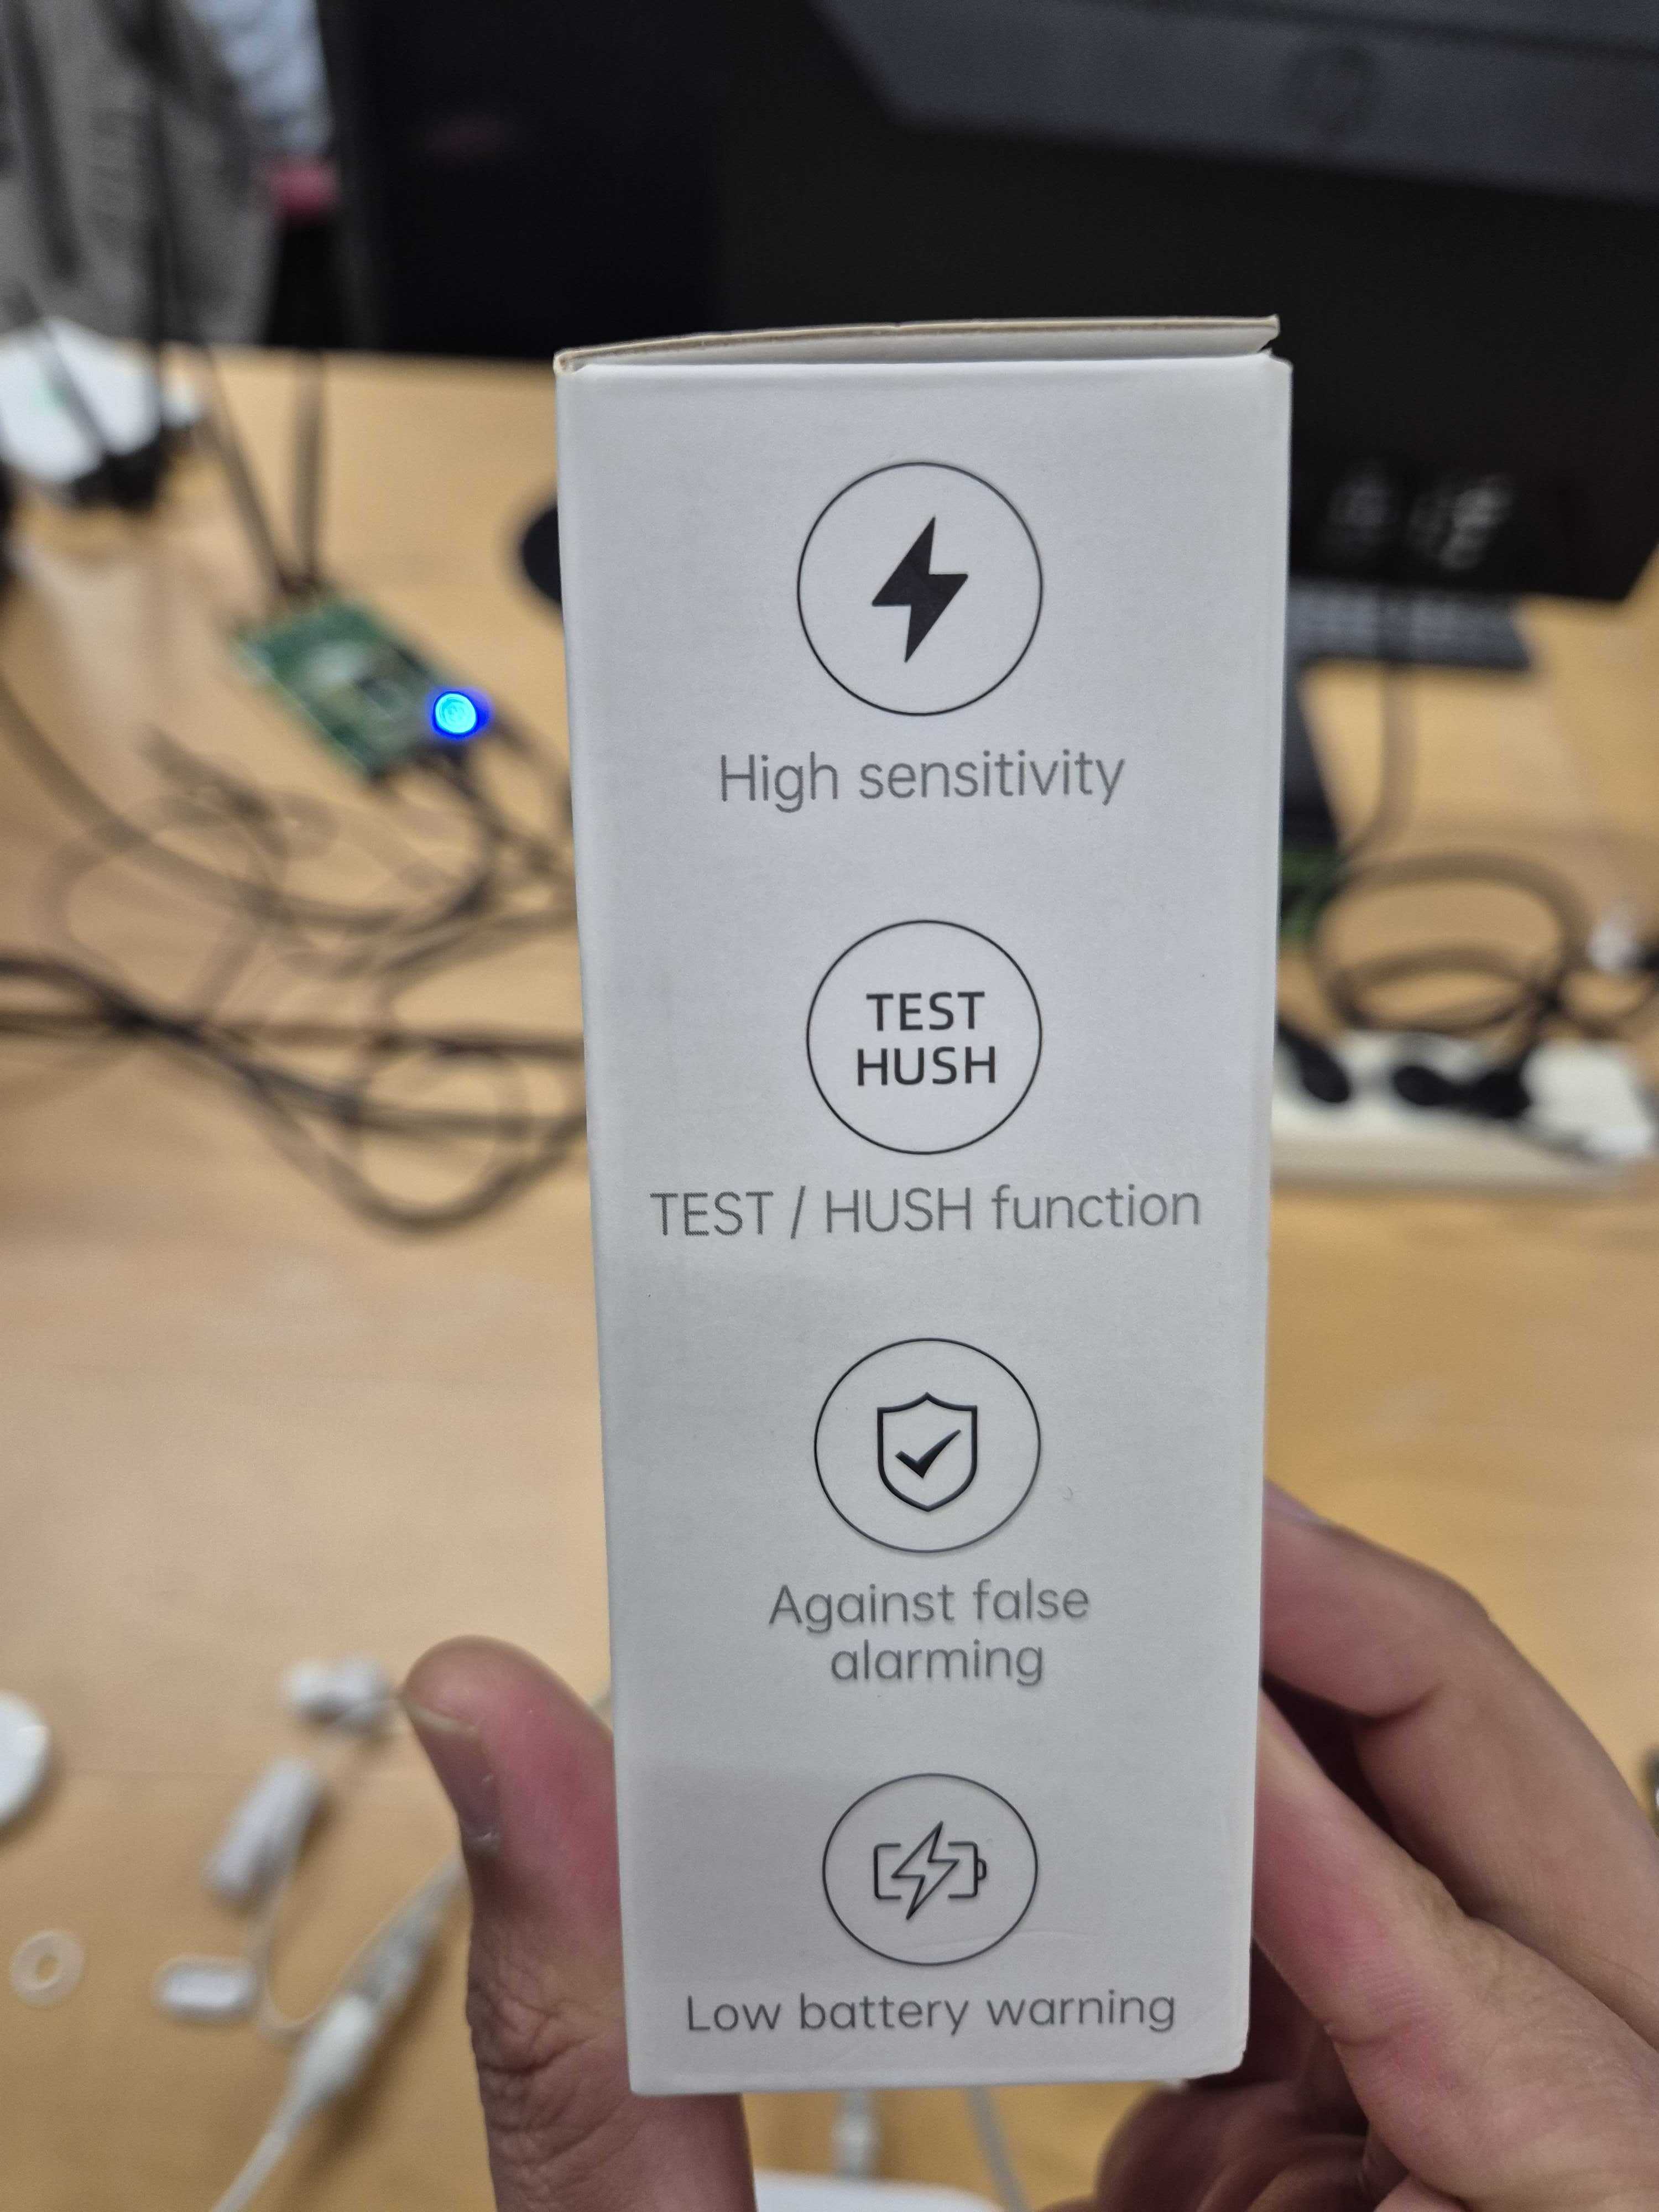 High sensitivity
TEST
HUSH
TEST / HUSH function
Against false
alarming
Low battery warning